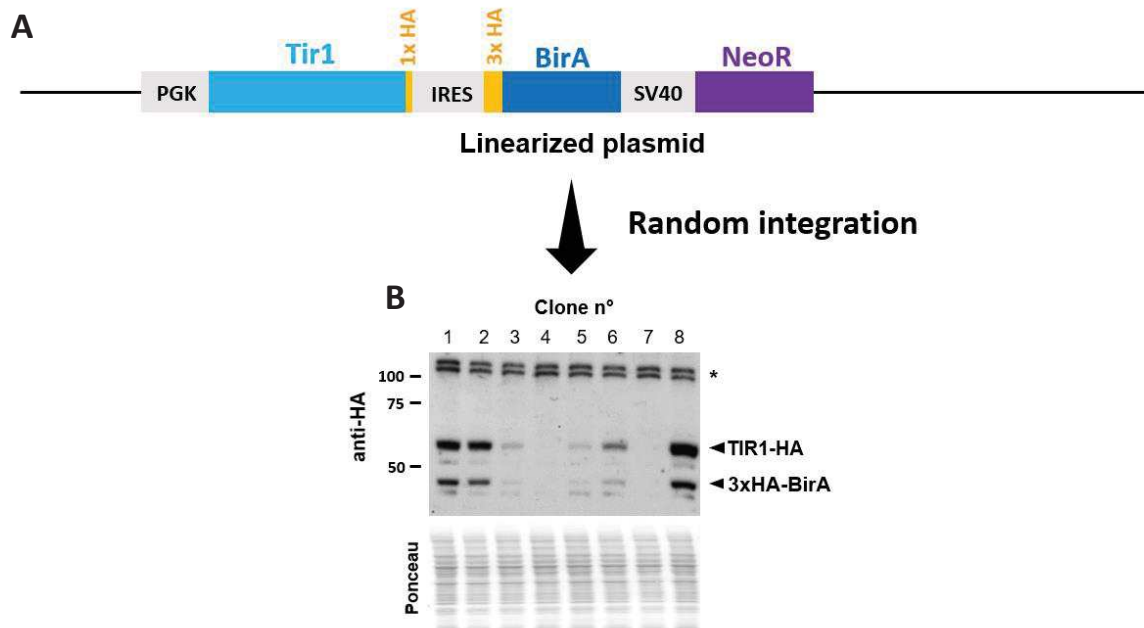 A
Tir1
1x HA
3x HA
BirA
NeoR
PGK
IRES
SV40
Linearized plasmid
Random integration
B
Clone n°
1 2 3 4 5 6 7 8
anti-HA
100
75
50
*
TIR1-HA
3xHA-BirA
Ponceau